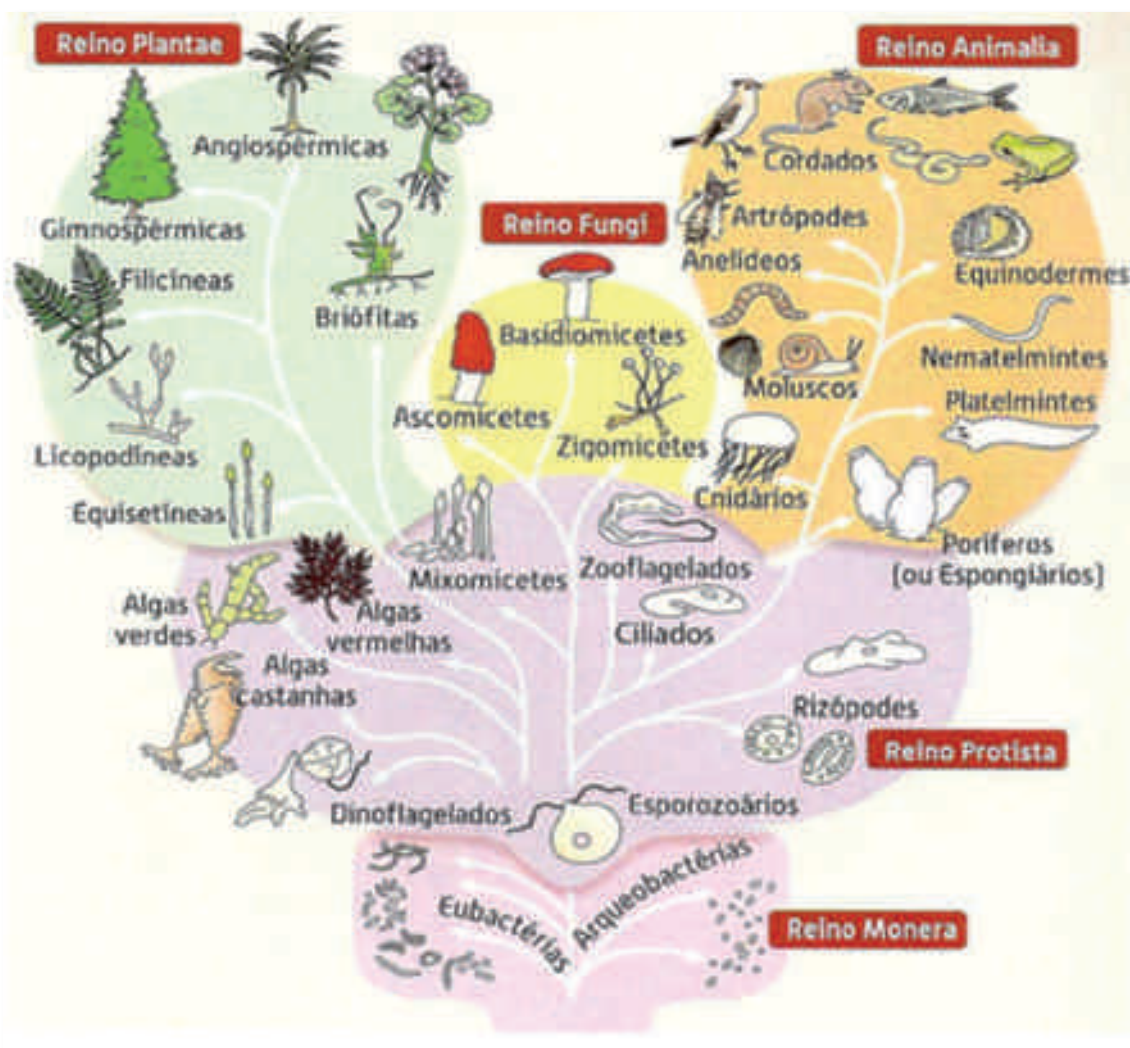 Reino Plantae
Reino Animalia
Angiospérmicas
Cordados
Gimnospérmicas
Reino Fungi
Artrópodes
Filicíneas
Anelídeos
Equinodermes
Briófitas
Basidiomicetes
Nematelmintes
Moluscos
Ascomicetes
Platelmintes
Licopodíneas
Zigomicetes
Cnidários
Equisetíneas
Poríferos
(ou Espongiários)
Mixomicetes
Zooflagelados
Algas
verdes
Algas
vermelhas
Ciliados
Algas
castanhas
Rizópodes
Reino Protista
Dinoflagelados
Esporozoários
Eubactérias
Arqueobactérias
Reino Monera